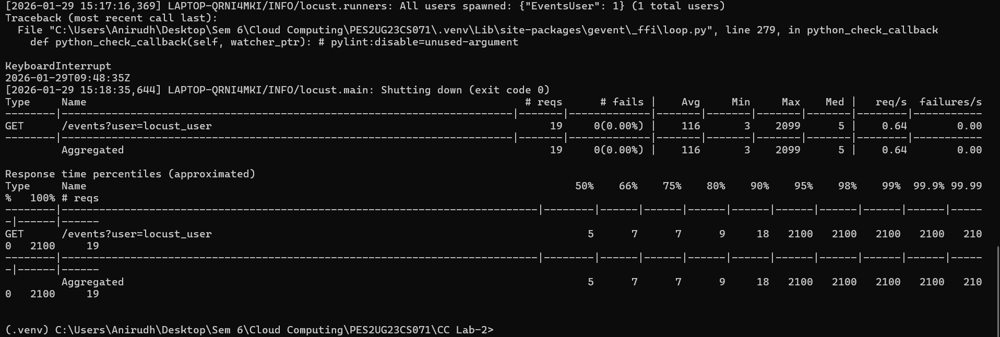 [2026-01-29 15:17:16,369] LAPTOP-QRNI4MKI/INFO/locust.runners: All users spawned: {"EventsUser": 1} (1 total users)
Traceback (most recent call last):
  File "C:\Users\Anirudh\Desktop\Sem 6\Cloud Computing\PES2UG23CS071\.venv\Lib\site-packages\gevent\_ffi\loop.py", line 279, in python_check_callback
    def python_check_callback(self, watcher_ptr): # pylint:disable=unused-argument

KeyboardInterrupt
2026-01-29T09:48:35Z
[2026-01-29 15:18:35,644] LAPTOP-QRNI4MKI/INFO/locust.main: Shutting down (exit code 0)
Type     Name                                                                      # reqs      # fails |    Avg     Min     Max    Med |   req/s  failures/s
--------|------------------------------------------------------------------------|-------|-------------|-------|-------|-------|-------|--------|-----------
GET      /events?user=locust_user                                                      19     0(0.00%) |    116       3    2099      5 |    0.64        0.00
--------|------------------------------------------------------------------------|-------|-------------|-------|-------|-------|-------|--------|-----------
         Aggregated                                                                    19     0(0.00%) |    116       3    2099      5 |    0.64        0.00

Response time percentiles (approximated)
Type     Name                                                                              50%    66%    75%    80%    90%    95%    98%    99%  99.9% 99.99
%   100% # reqs
--------|----------------------------------------------------------------------------|--------|------|------|------|------|------|------|------|------|-----
-|------|------
GET      /events?user=locust_user                                                            5      7      7      9     18   2100   2100   2100   2100   210
0   2100     19
--------|----------------------------------------------------------------------------|--------|------|------|------|------|------|------|------|------|-----
-|------|------
         Aggregated                                                                          5      7      7      9     18   2100   2100   2100   2100   210
0   2100     19

(.venv) C:\Users\Anirudh\Desktop\Sem 6\Cloud Computing\PES2UG23CS071\CC Lab-2>